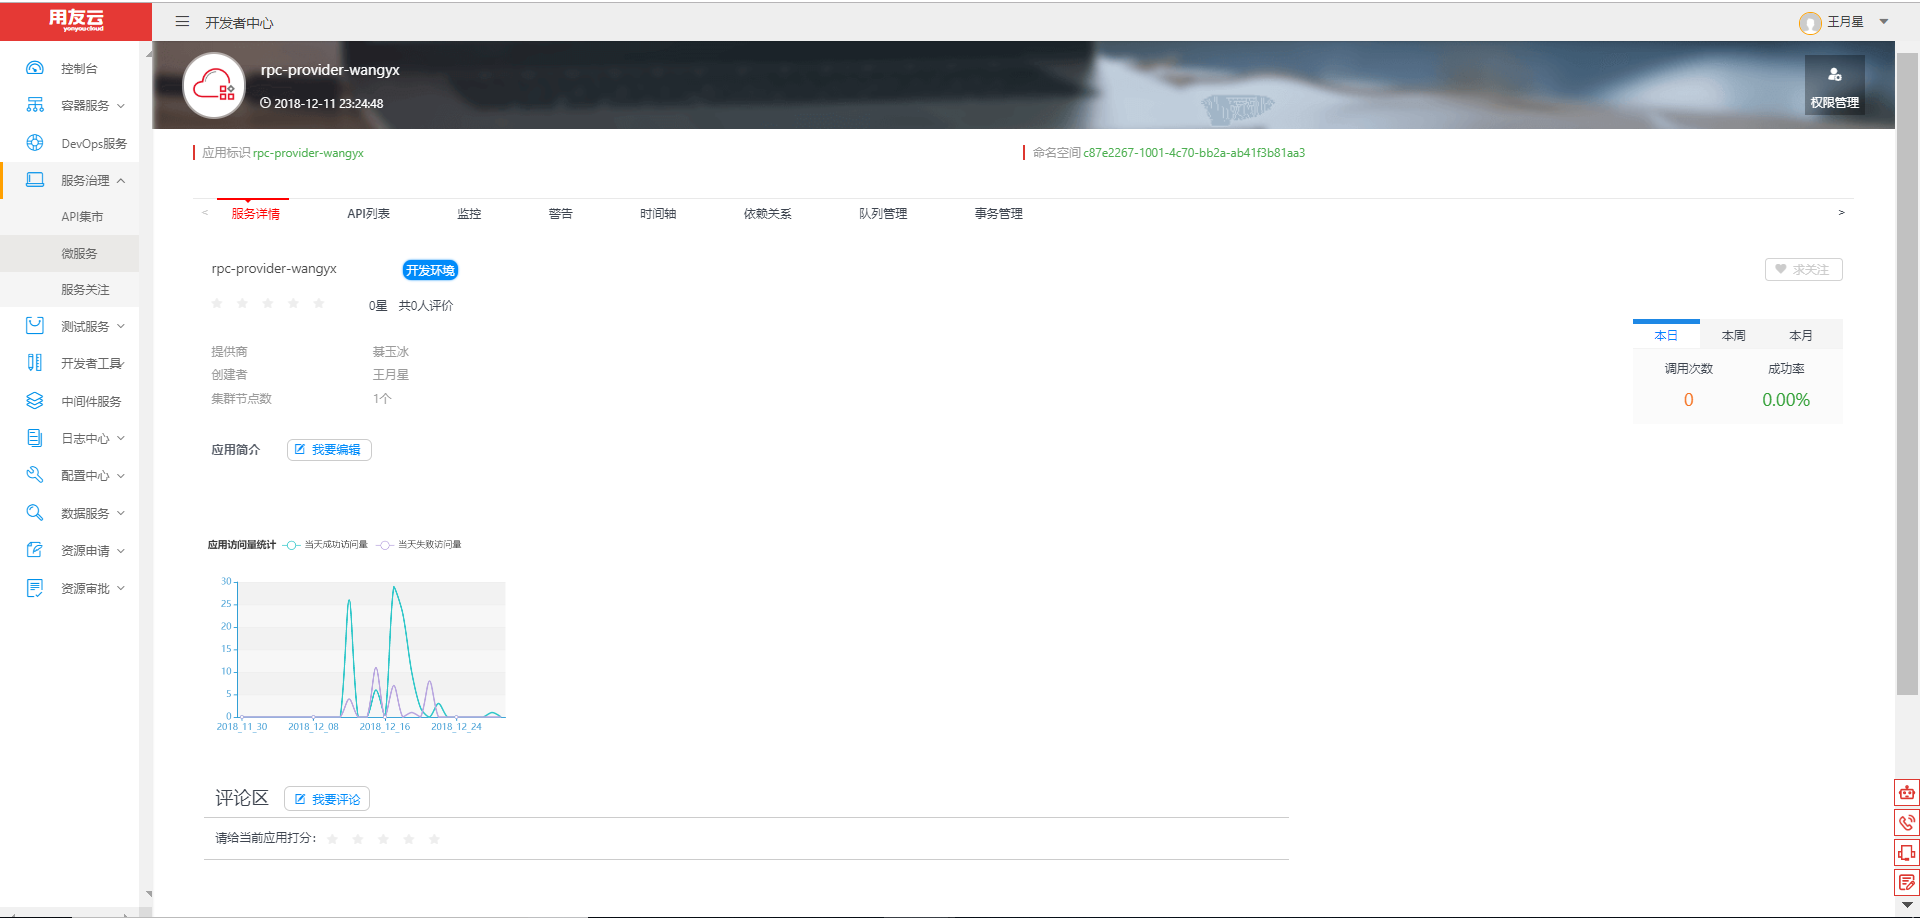 用友云
yonyoucloud
开发者中心
王月星
控制台
容器服务
DevOps服务
服务治理
API集市
微服务
服务关注
测试服务
开发者工具
中间件服务
日志中心
配置中心
数据服务
资源申请
资源审批
rpc-provider-wangyx
2018-12-11 23:24:48
权限管理
应用标识 rpc-provider-wangyx
命名空间 c87e2267-1001-4c70-bb2a-ab41f3b81aa3
< 服务详情 API列表 监控 警告 时间轴 依赖关系 队列管理 事务管理 >
rpc-provider-wangyx 开发环境
求关注
0星 共0人评价
提供商 綦玉冰
创建者 王月星
集群节点数 1个
本日 本周 本月
调用次数 成功率
0 0.00%
应用简介 我要编辑
应用访问量统计 当天成功访问量 当天失败访问量
30
25
20
15
10
5
0
2018_11_30 2018_12_08 2018_12_16 2018_12_24
评论区 我要评论
请给当前应用打分: